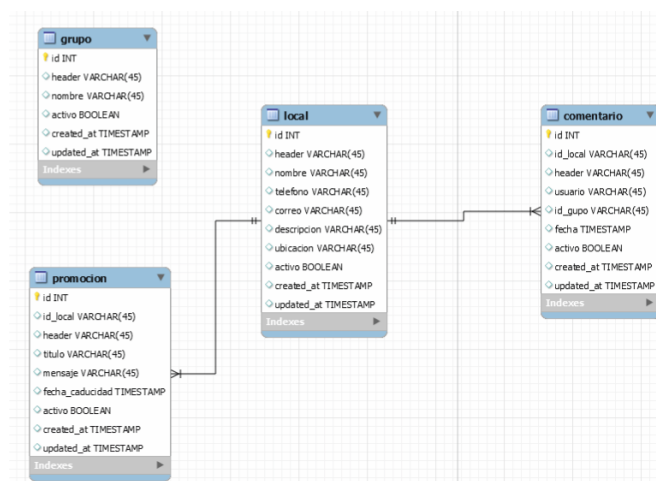 grupo
id INT
header VARCHAR(45)
nombre VARCHAR(45)
activo BOOLEAN
created_at TIMESTAMP
updated_at TIMESTAMP
Indexes
local
id INT
header VARCHAR(45)
nombre VARCHAR(45)
telefono VARCHAR(45)
correo VARCHAR(45)
descripcion VARCHAR(45)
ubicacion VARCHAR(45)
activo BOOLEAN
created_at TIMESTAMP
updated_at TIMESTAMP
Indexes
comentario
id INT
id_local VARCHAR(45)
header VARCHAR(45)
usuario VARCHAR(45)
id_gupo VARCHAR(45)
fecha TIMESTAMP
activo BOOLEAN
created_at TIMESTAMP
updated_at TIMESTAMP
Indexes
promocion
id INT
id_local VARCHAR(45)
header VARCHAR(45)
titulo VARCHAR(45)
mensaje VARCHAR(45)
fecha_caducidad TIMESTAMP
activo BOOLEAN
created_at TIMESTAMP
updated_at TIMESTAMP
Indexes